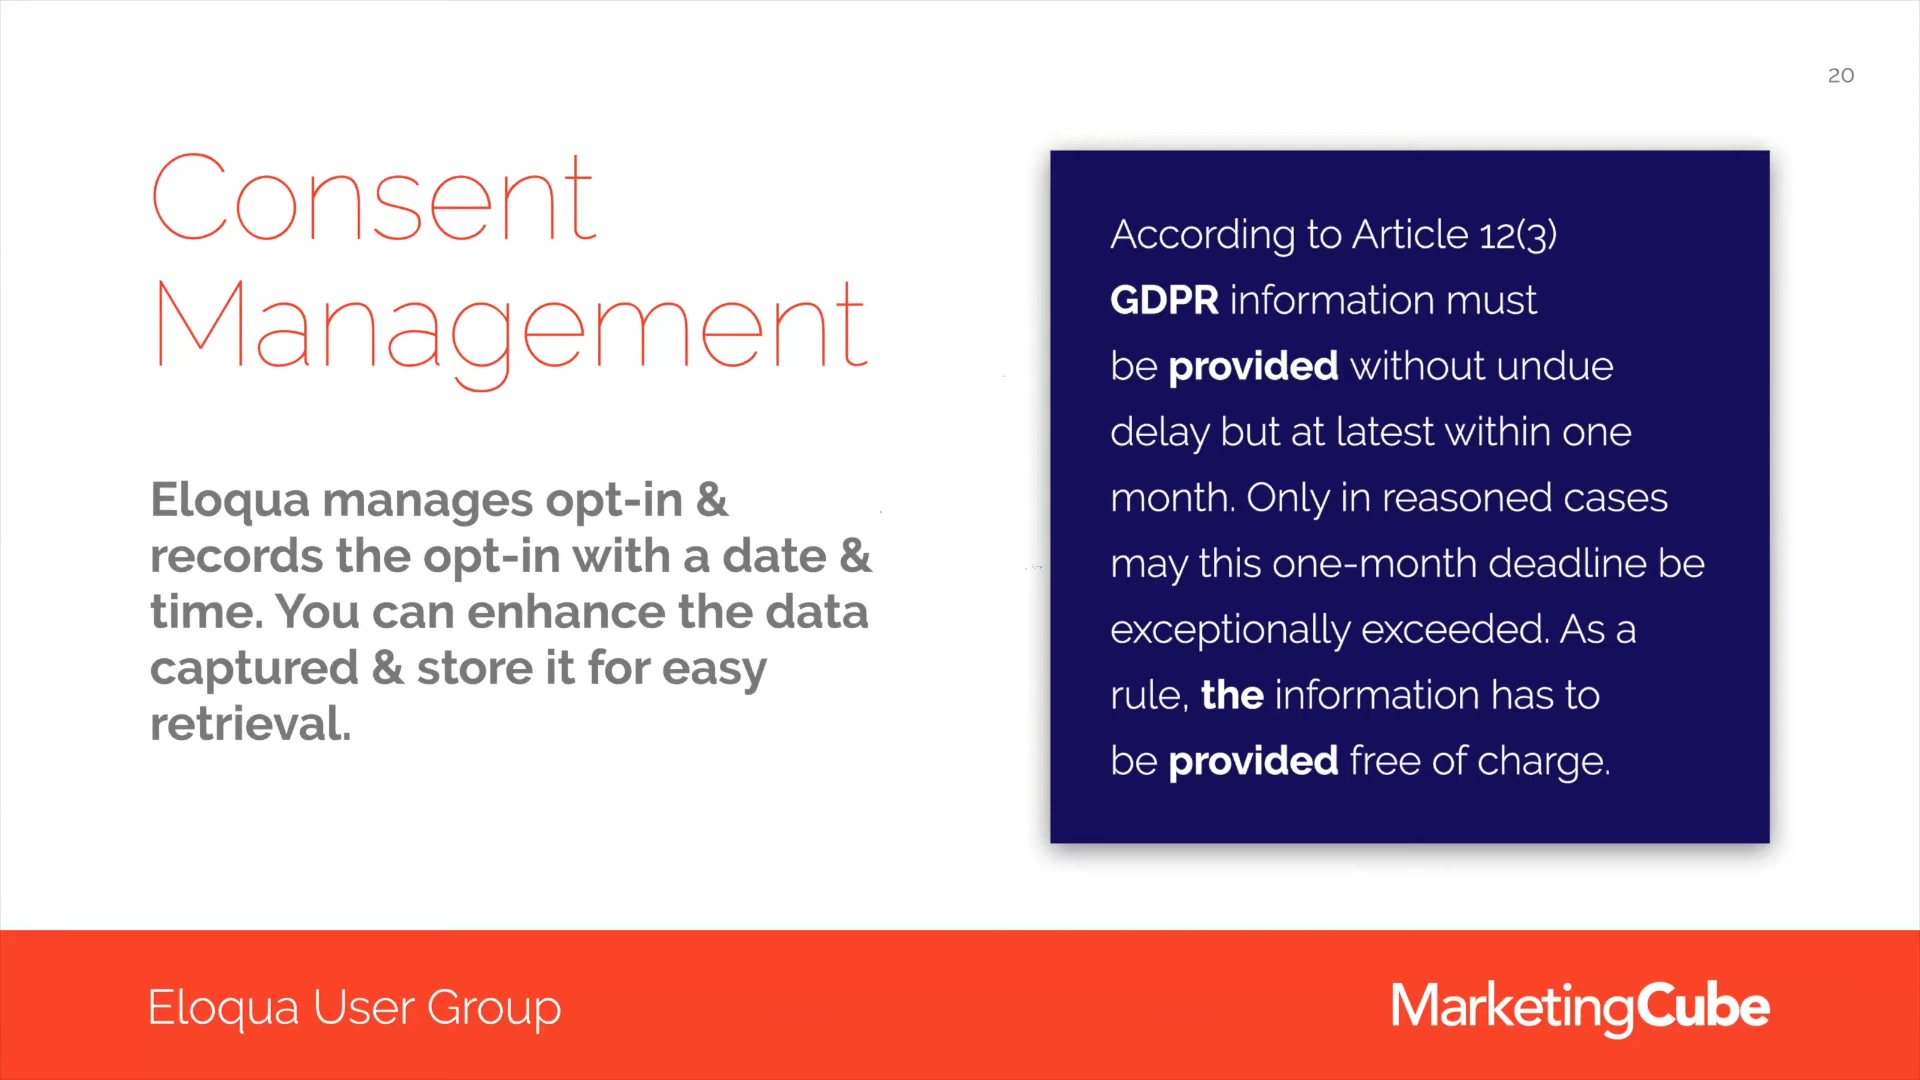 20
Consent
Management
Eloqua manages opt-in &
records the opt-in with a date &
time. You can enhance the data
captured & store it for easy
retrieval.
According to Article 12(3)
GDPR information must
be provided without undue
delay but at latest within one
month. Only in reasoned cases
may this one-month deadline be
exceptionally exceeded. As a
rule, the information has to
be provided free of charge.
Eloqua User Group
MarketingCube